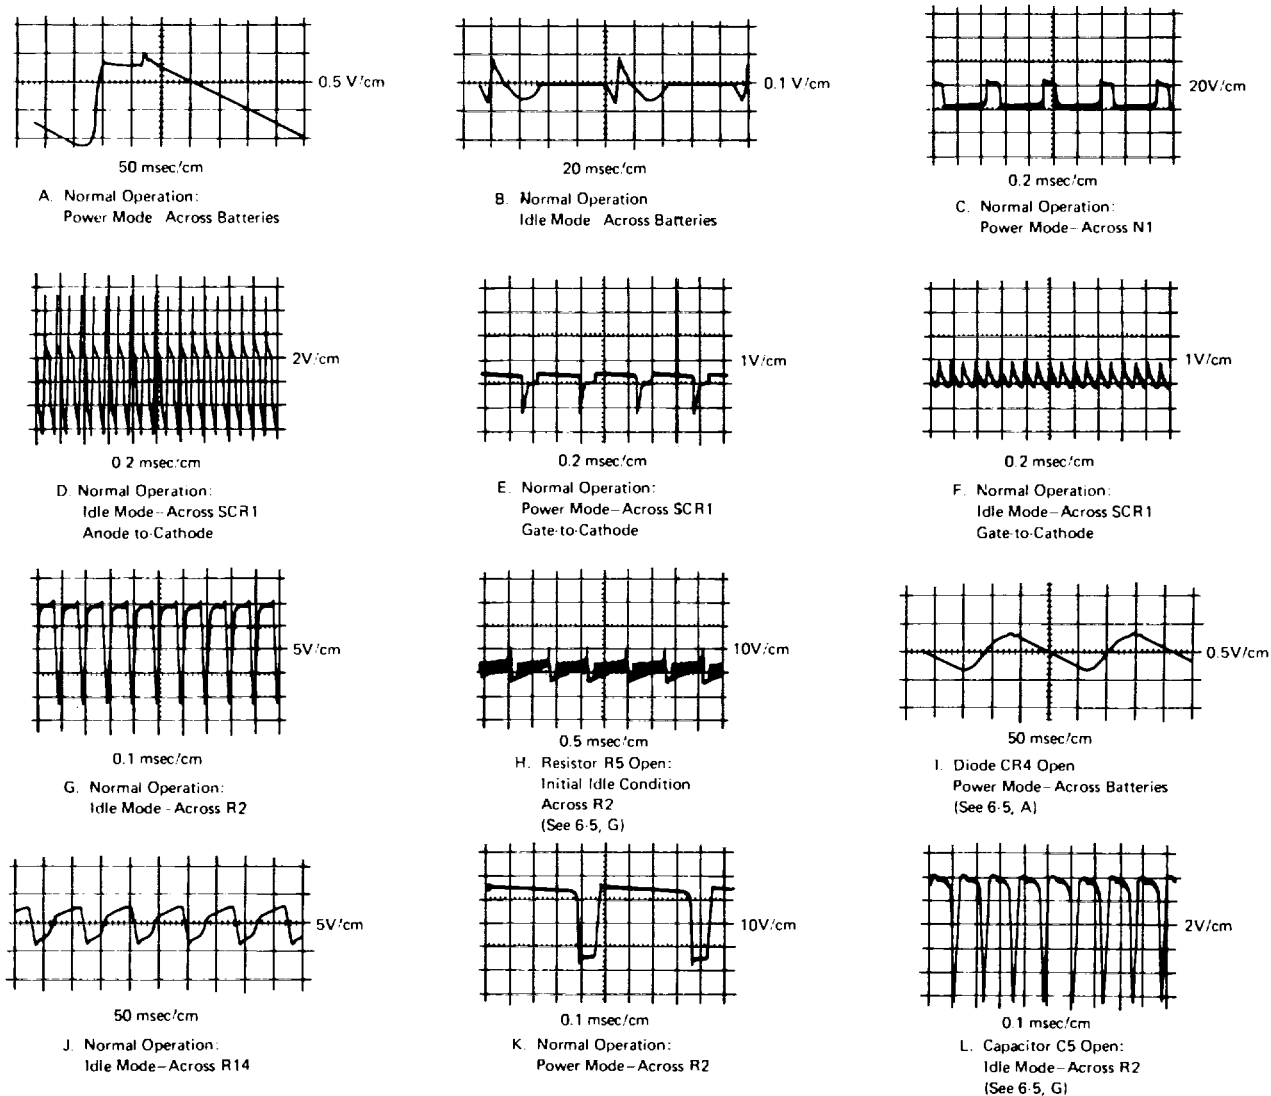 0.5 V/cm
50 msec/cm
A. Normal Operation:
Power Mode Across Batteries
0.1 V/cm
20 msec/cm
B. Normal Operation
Idle Mode Across Batteries
20V/cm
0.2 msec/cm
C. Normal Operation:
Power Mode–Across N1
2V/cm
0.2 msec/cm
D. Normal Operation:
Idle Mode–Across SCR1
Anode to Cathode
1V/cm
0.2 msec/cm
E. Normal Operation:
Power Mode–Across SCR1
Gate-to-Cathode
1V/cm
0.2 msec/cm
F. Normal Operation:
Idle Mode–Across SCR1
Gate-to-Cathode
5V/cm
0.1 msec/cm
G. Normal Operation:
Idle Mode–Across R2
10V/cm
0.5 msec/cm
H. Resistor R5 Open:
Initial Idle Condition
Across R2
(See 6-5, G)
0.5V/cm
50 msec/cm
I. Diode CR4 Open
Power Mode–Across Batteries
(See 6-5, A)
5V/cm
50 msec/cm
J. Normal Operation:
Idle Mode–Across R14
10V/cm
0.1 msec/cm
K. Normal Operation:
Power Mode–Across R2
2V/cm
0.1 msec/cm
L. Capacitor C5 Open:
Idle Mode–Across R2
(See 6-5, G)